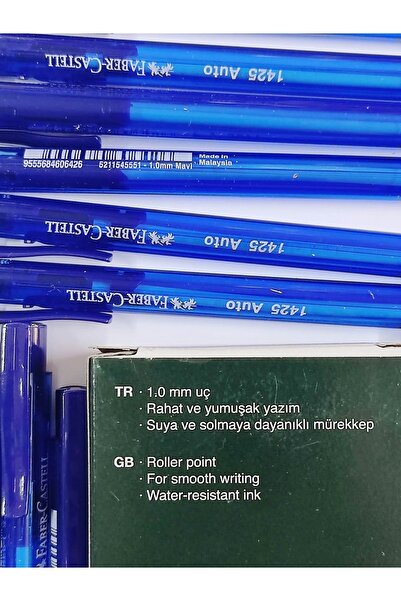 FABER-CASTELL 1425 Auto
9555684606426 5211545551 - 1.0mm Mavi Made in
Malaysia
FABER-CASTELL 1425 Auto
FABER-CASTELL 1425 Auto
FABER-CASTELL
TR · 1.0 mm uç
· Rahat ve yumuşak yazım
· Suya ve solmaya dayanıklı mürekkep
GB · Roller point
· For smooth writing
· Water-resistant ink